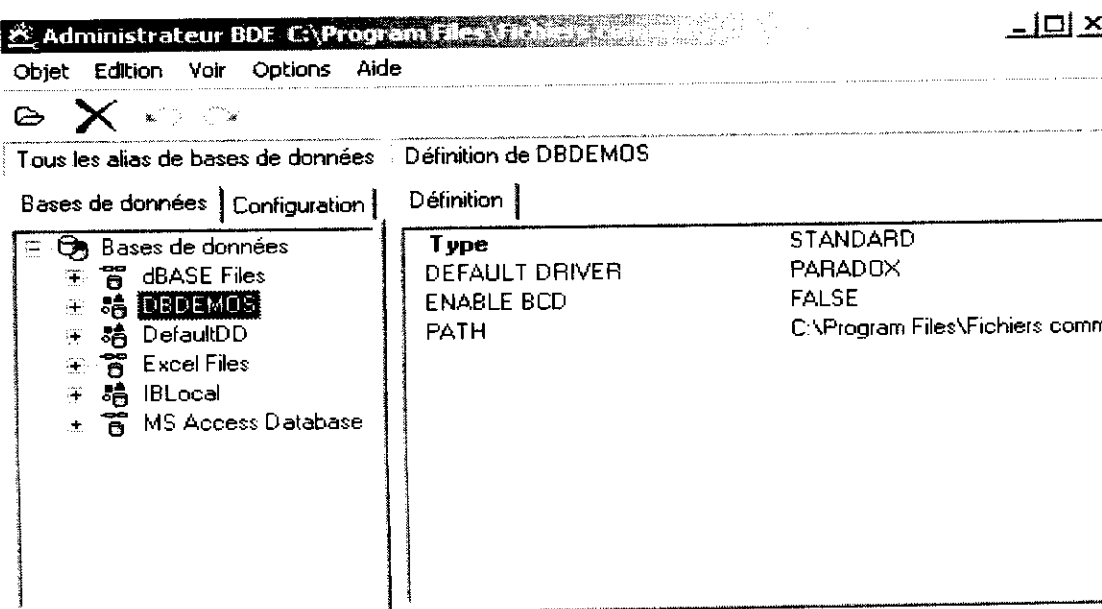 Administrateur BDE C:\Program Files\Fichiers
Objet Edition Voir Options Aide
Tous les alias de bases de données
Définition de DBDEMOS
Bases de données Configuration
Définition
Bases de données
dBASE Files
DBDEMOS
DefaultDD
Excel Files
IBLocal
MS Access Database
Type STANDARD
DEFAULT DRIVER PARADOX
ENABLE BCD FALSE
PATH C:\Program Files\Fichiers comm